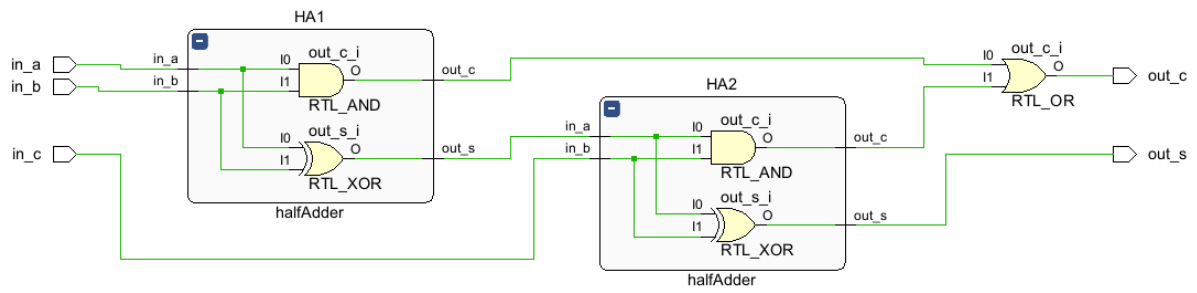 HA1
in_a
in_b
in_c
in_a
in_b
I0
I1
out_c_i
O
RTL_AND
out_c
I0
I1
out_s_i
O
RTL_XOR
out_s
halfAdder
HA2
in_a
in_b
I0
I1
out_c_i
O
RTL_AND
out_c
I0
I1
out_s_i
O
RTL_XOR
out_s
halfAdder
I0
I1
out_c_i
O
RTL_OR
out_c
out_s